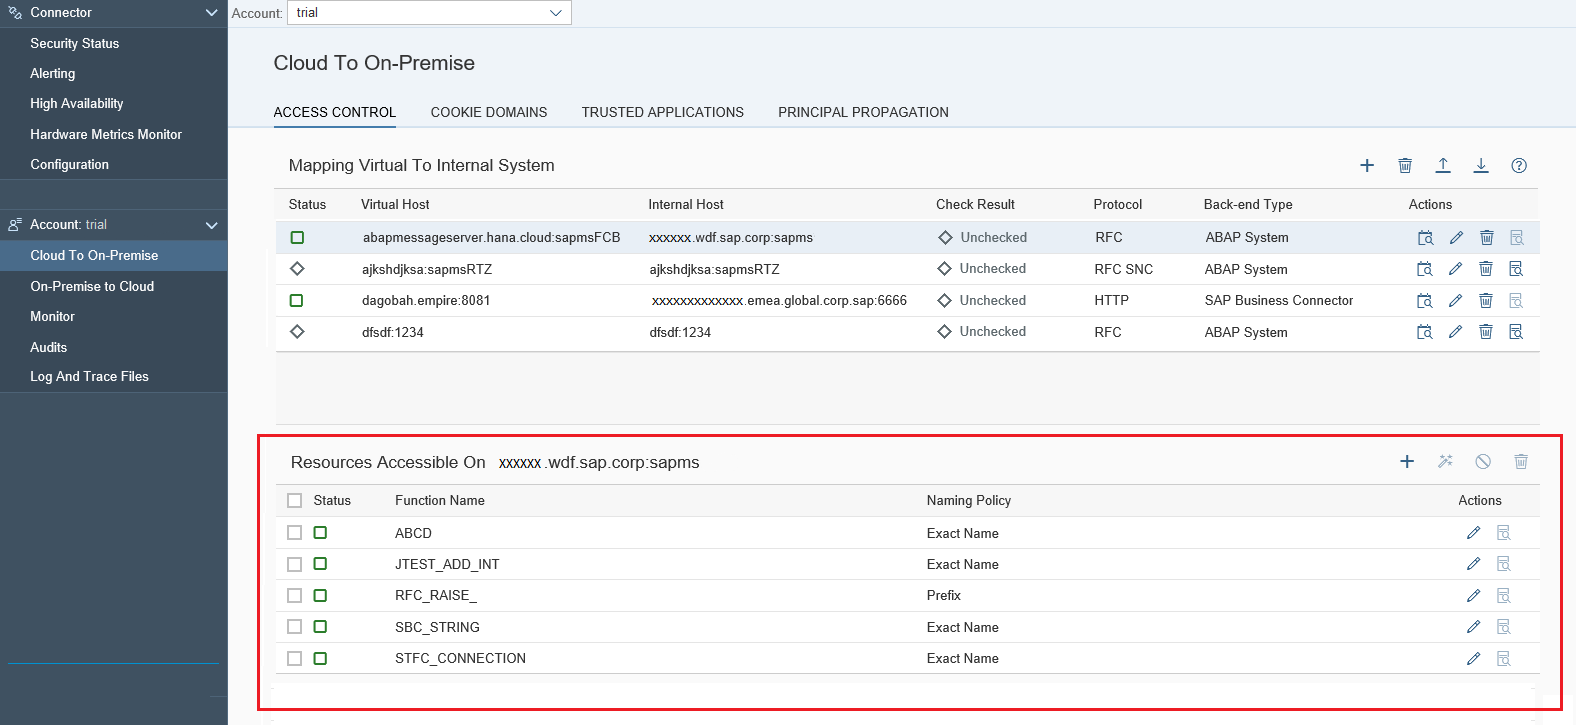 Connector
Security Status
Alerting
High Availability
Hardware Metrics Monitor
Configuration
Account: trial
Cloud To On-Premise
On-Premise to Cloud
Monitor
Audits
Log And Trace Files
Account: trial
Cloud To On-Premise
ACCESS CONTROL COOKIE DOMAINS TRUSTED APPLICATIONS PRINCIPAL PROPAGATION
Mapping Virtual To Internal System
Status Virtual Host Internal Host Check Result Protocol Back-end Type Actions
abapmessageserver.hana.cloud:sapmsFCB xxxxxx.wdf.sap.corp:sapms Unchecked RFC ABAP System
ajkshdjksa:sapmsRTZ ajkshdjksa:sapmsRTZ Unchecked RFC SNC ABAP System
dagobah.empire:8081 xxxxxxxxxxxxx.emea.global.corp.sap:6666 Unchecked HTTP SAP Business Connector
dfsdf:1234 dfsdf:1234 Unchecked RFC ABAP System
Resources Accessible On xxxxxx.wdf.sap.corp:sapms
Status Function Name Naming Policy Actions
ABCD Exact Name
JTEST_ADD_INT Exact Name
RFC_RAISE_ Prefix
SBC_STRING Exact Name
STFC_CONNECTION Exact Name